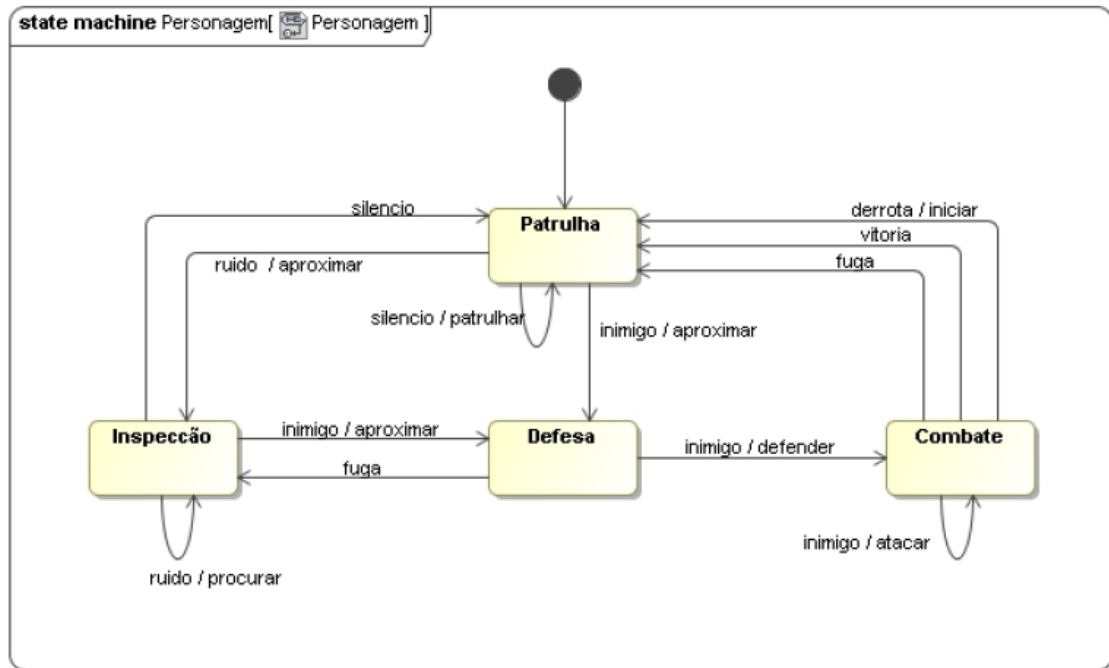 state machine Personagem[ Personagem ]
silencio
Patrulha
derrota / iniciar
vitoria
fuga
ruido / aproximar
silencio / patrulhar
inimigo / aproximar
Inspecção
inimigo / aproximar
fuga
Defesa
inimigo / defender
Combate
ruido / procurar
inimigo / atacar